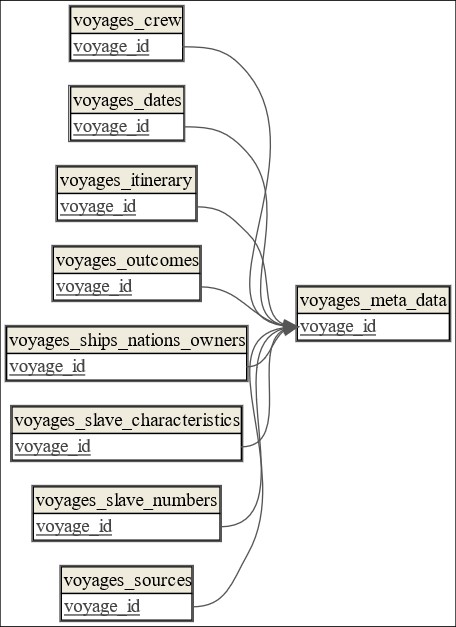 voyages_crew
voyage_id
voyages_dates
voyage_id
voyages_itinerary
voyage_id
voyages_outcomes
voyage_id
voyages_meta_data
voyage_id
voyages_ships_nations_owners
voyage_id
voyages_slave_characteristics
voyage_id
voyages_slave_numbers
voyage_id
voyages_sources
voyage_id